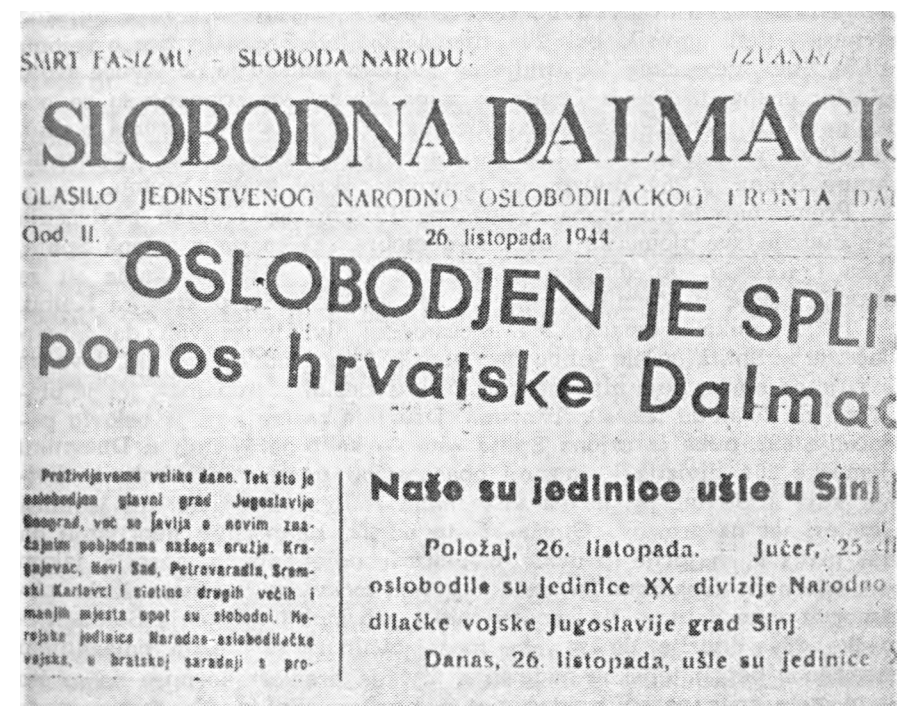 SMRT FAŠIZMU - SLOBODA NARODU!
SLOBODNA DALMACIJ
GLASILO JEDINSTVENOG NARODNO OSLOBODILAČKOG FRONTA DAL
God. II.
26. listopada 1944.
OSLOBODJEN JE SPLIT
ponos hrvatske Dalmac
Proživljavamo velike dane. Tek što je
oslobodjen glavni grad Jugoslavije
Beograd, već se javlja o novim zna-
čajnim pobjedama našega oružja. Kra-
gujevac, Novi Sad, Petrovaradin, Srem-
ski Karlovci i stotine drugih većih i
manjih mjesta opet su slobodni. He-
rojske jedinice Narodno-oslobodilačke
vojske, u bratskoj saradnji s pro-
Naše su jedinice ušle u Sinj
Položaj, 26. listopada. - Jučer, 25
oslobodile su jedinice XX divizije Narodno
dilačke vojske Jugoslavije grad Sinj
Danas, 26. listopada, ušle su jedinice